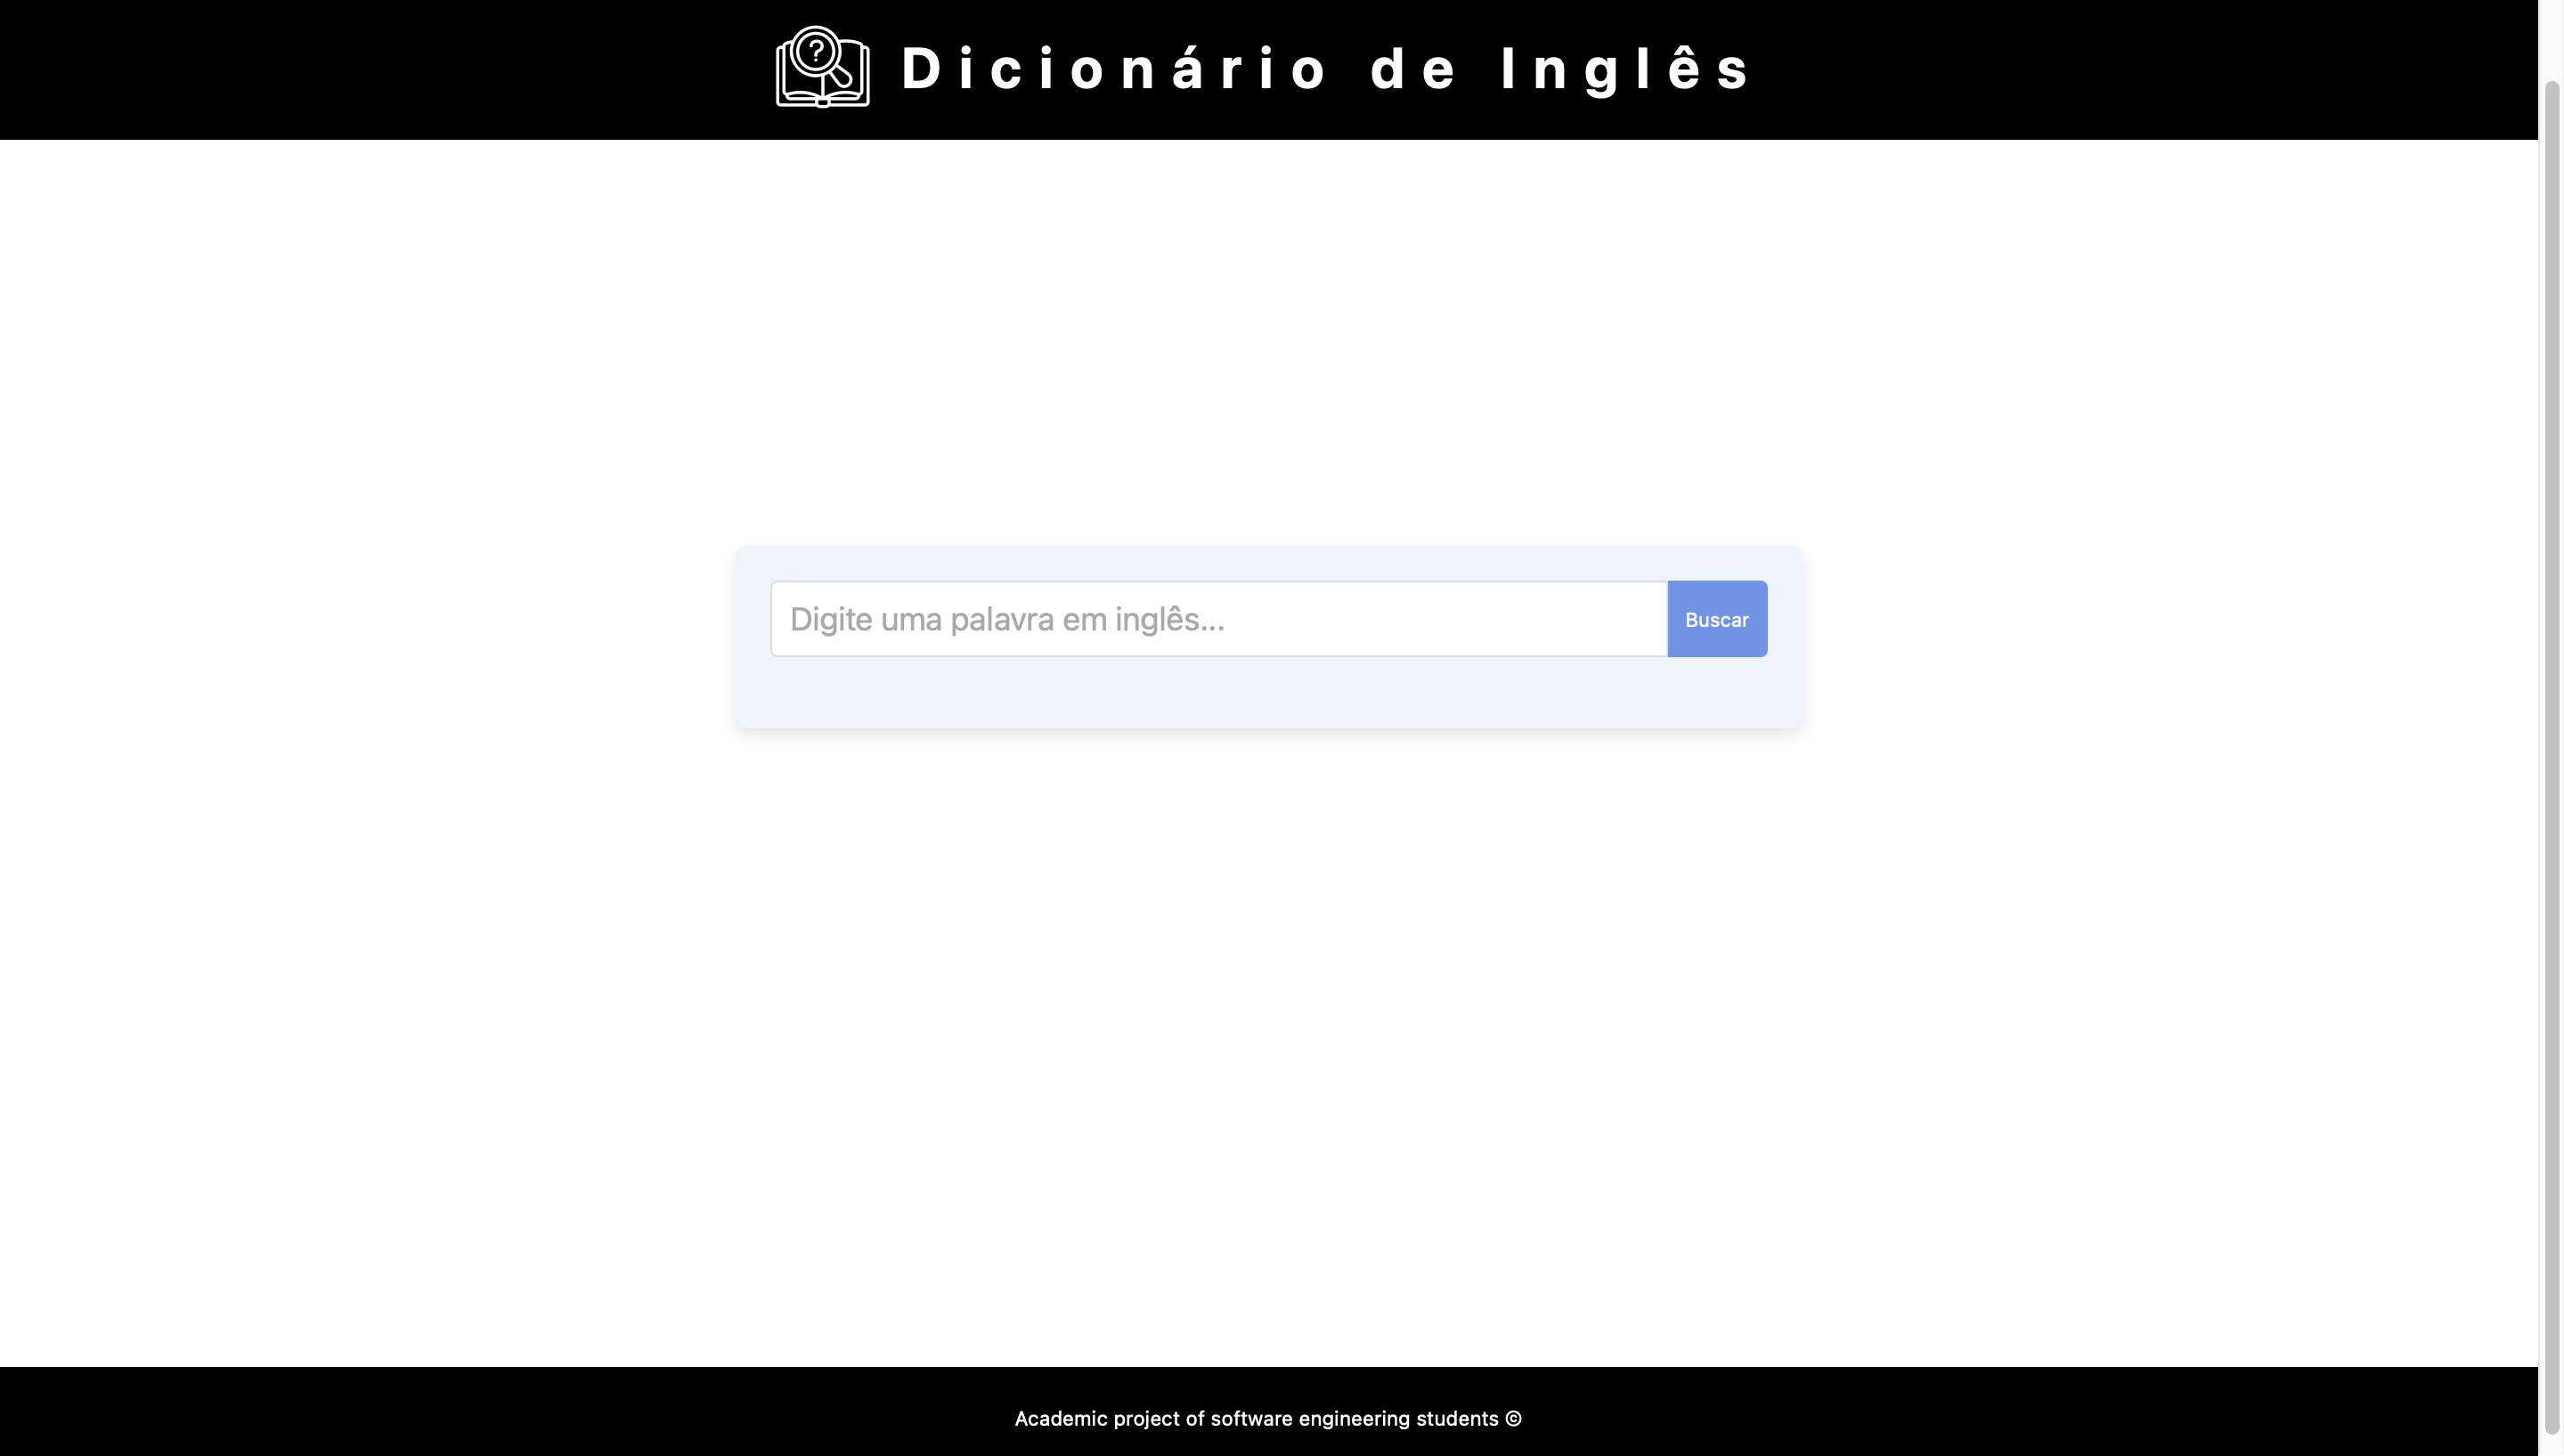 Dicionário de Inglês
Digite uma palavra em inglês...
Buscar
Academic project of software engineering students ©